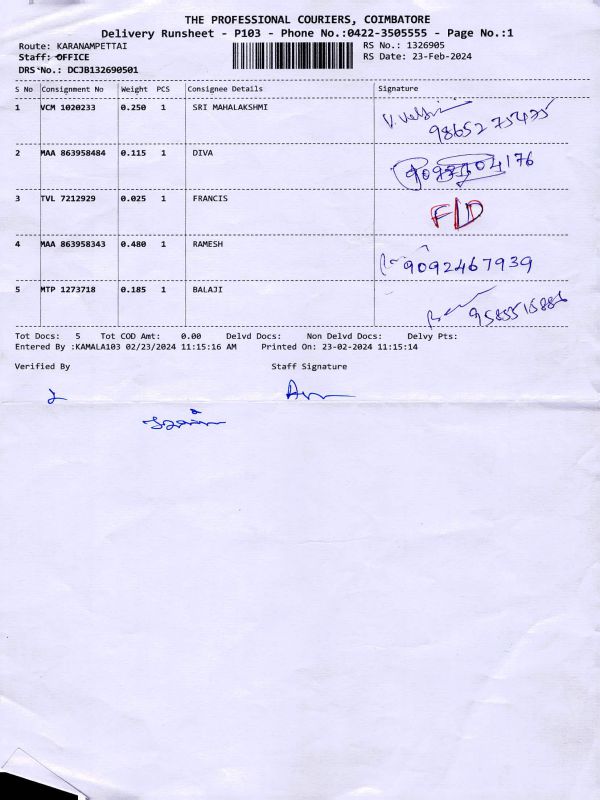 THE PROFESSIONAL COURIERS, COIMBATORE
Delivery Runsheet - P103 - Phone No.:0422-3505555 - Page No.:1
Route: KARANAMPETTAI RS No.: 1326905
Staff: OFFICE RS Date: 23-Feb-2024
DRS No.: DCJB132690501
S No Consignment No Weight PCS Consignee Details Signature
1 VCM 1020233 0.250 1 SRI MAHALAKSHMI
98652 75435
2 MAA 863958484 0.115 1 DIVA
3 TVL 7212929 0.025 1 FRANCIS F/D
4 MAA 863958343 0.480 1 RAMESH 9092467939
5 MTP 1273718 0.185 1 BALAJI
Tot Docs: 5 Tot COD Amt: 0.00 Delvd Docs: Non Delvd Docs: Delvy Pts:
Entered By :KAMALA103 02/23/2024 11:15:16 AM Printed On: 23-02-2024 11:15:14
Verified By Staff Signature